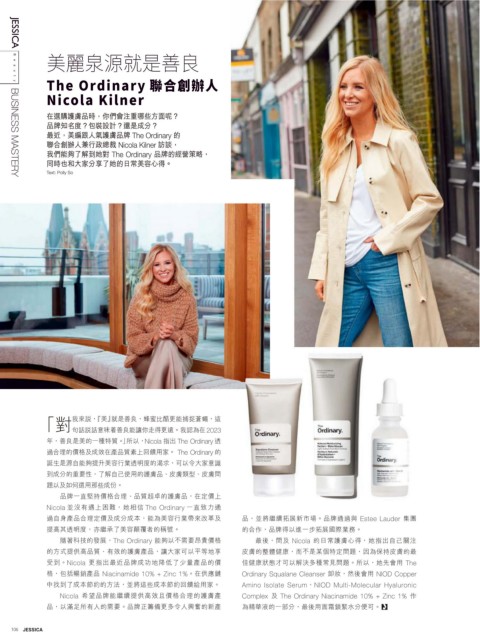 JESSICA
BUSINESS MASTERY
美麗泉源就是善良
The Ordinary 聯合創辦人
Nicola Kilner
在選購護膚品時,你們會注重哪些方面呢?
品牌知名度?包裝設計?還是成分?
最近,美編跟人氣護膚品牌 The Ordinary 的
聯合創辦人兼行政總裁 Nicola Kilner 訪談,
我們能夠了解到她對 The Ordinary 品牌的經營策略,
同時也和大家分享了她的日常美容心得。
Text: Polly So
「對我來說,『美』就是善良,蜂蜜比醋更能捕捉蒼蠅,這
句話說話意味著善良能讓你走得更遠。我認為在 2023
年,善良是美的一種特質。」所以,Nicola 指出 The Ordinary 透
過合理的價格及成效在產品質素上回饋用家。 The Ordinary 的
誕生是源自能夠提升美容行業透明度的渴求,可以令大家意識
到成分的重要性,了解自己使用的護膚品、皮膚類型、皮膚問
題以及如何選用那些成份。
品牌一直堅持價格合理、品質超卓的護膚品,在定價上
Nicola 並沒有遇上困難,她相信 The Ordinary 一直致力通
過自身產品合理定價及成分成本,能為美容行業帶來改革及
提高其透明度,亦繼承了美容顛覆者的稱號。
隨著科技的發展,The Ordinary 能夠以不需要昂貴價格
的方式提供高品質、有效的護膚產品,讓大家可以平等地享
受到。Nicola 更指出最近品牌成功地降低了少量產品的價
格,包括暢銷產品 Niacinamide 10% + Zinc 1%。在供應鏈
中找到了成本節約的方法,並將這些成本節約回饋給用家。
Nicola 希望品牌能繼續提供高效且價格合理的護膚產
品,以滿足所有人的需要。品牌正籌備更多令人興奮的新產
The
Ordinary.
The
Ordinary.
The
Ordinary.
品,並將繼續拓展新市場。品牌透過與 Estee Lauder 集團
的合作,品牌得以進一步拓展國際業務。
最後,問及 Nicola 的日常護膚心得,她指出自己關注
皮膚的整體健康,而不是某個特定問題,因為保持皮膚的最
佳健康狀態才可以解決多種常見問題。所以,她先會用 The
Ordinary Squalane Cleanser 卸妝,然後會用 NIOD Copper
Amino Isolate Serum、NIOD Multi-Molecular Hyaluronic
Complex 及 The Ordinary Niacinamide 10% + Zinc 1% 作
為精華液的一部分,最後用面霜鎖緊水分便可。
106 JESSICA